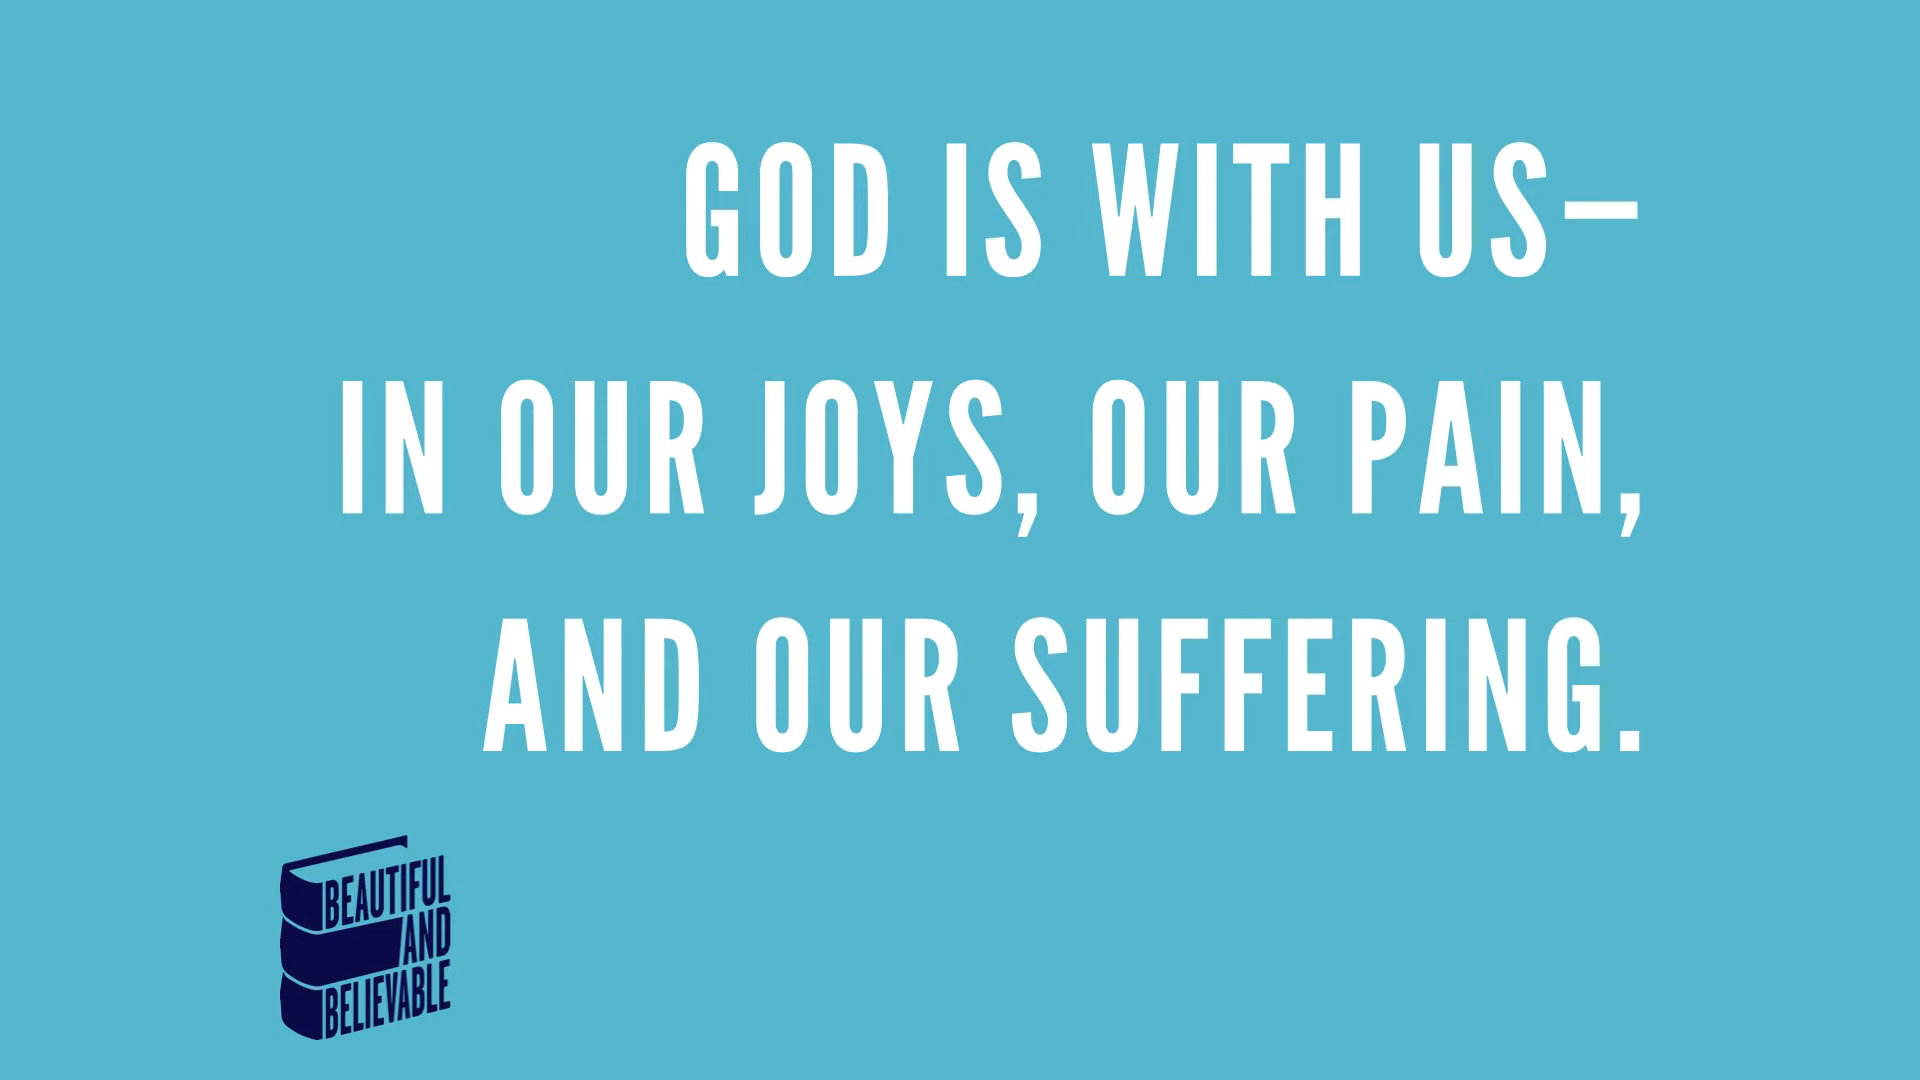 GOD IS WITH US—
IN OUR JOYS, OUR PAIN,
AND OUR SUFFERING.
BEAUTIFUL
AND
BELIEVABLE